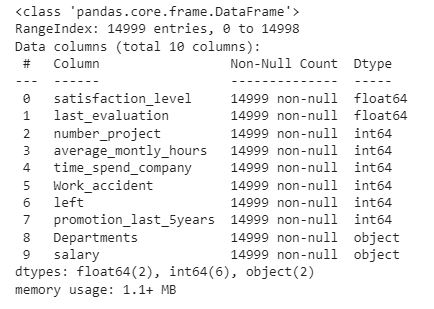 <class 'pandas.core.frame.DataFrame'>
RangeIndex: 14999 entries, 0 to 14998
Data columns (total 10 columns):
 #   Column                 Non-Null Count  Dtype
---  ------                 --------------  -----
 0   satisfaction_level     14999 non-null  float64
 1   last_evaluation        14999 non-null  float64
 2   number_project         14999 non-null  int64
 3   average_montly_hours   14999 non-null  int64
 4   time_spend_company     14999 non-null  int64
 5   Work_accident          14999 non-null  int64
 6   left                   14999 non-null  int64
 7   promotion_last_5years  14999 non-null  int64
 8   Departments            14999 non-null  object
 9   salary                 14999 non-null  object
dtypes: float64(2), int64(6), object(2)
memory usage: 1.1+ MB